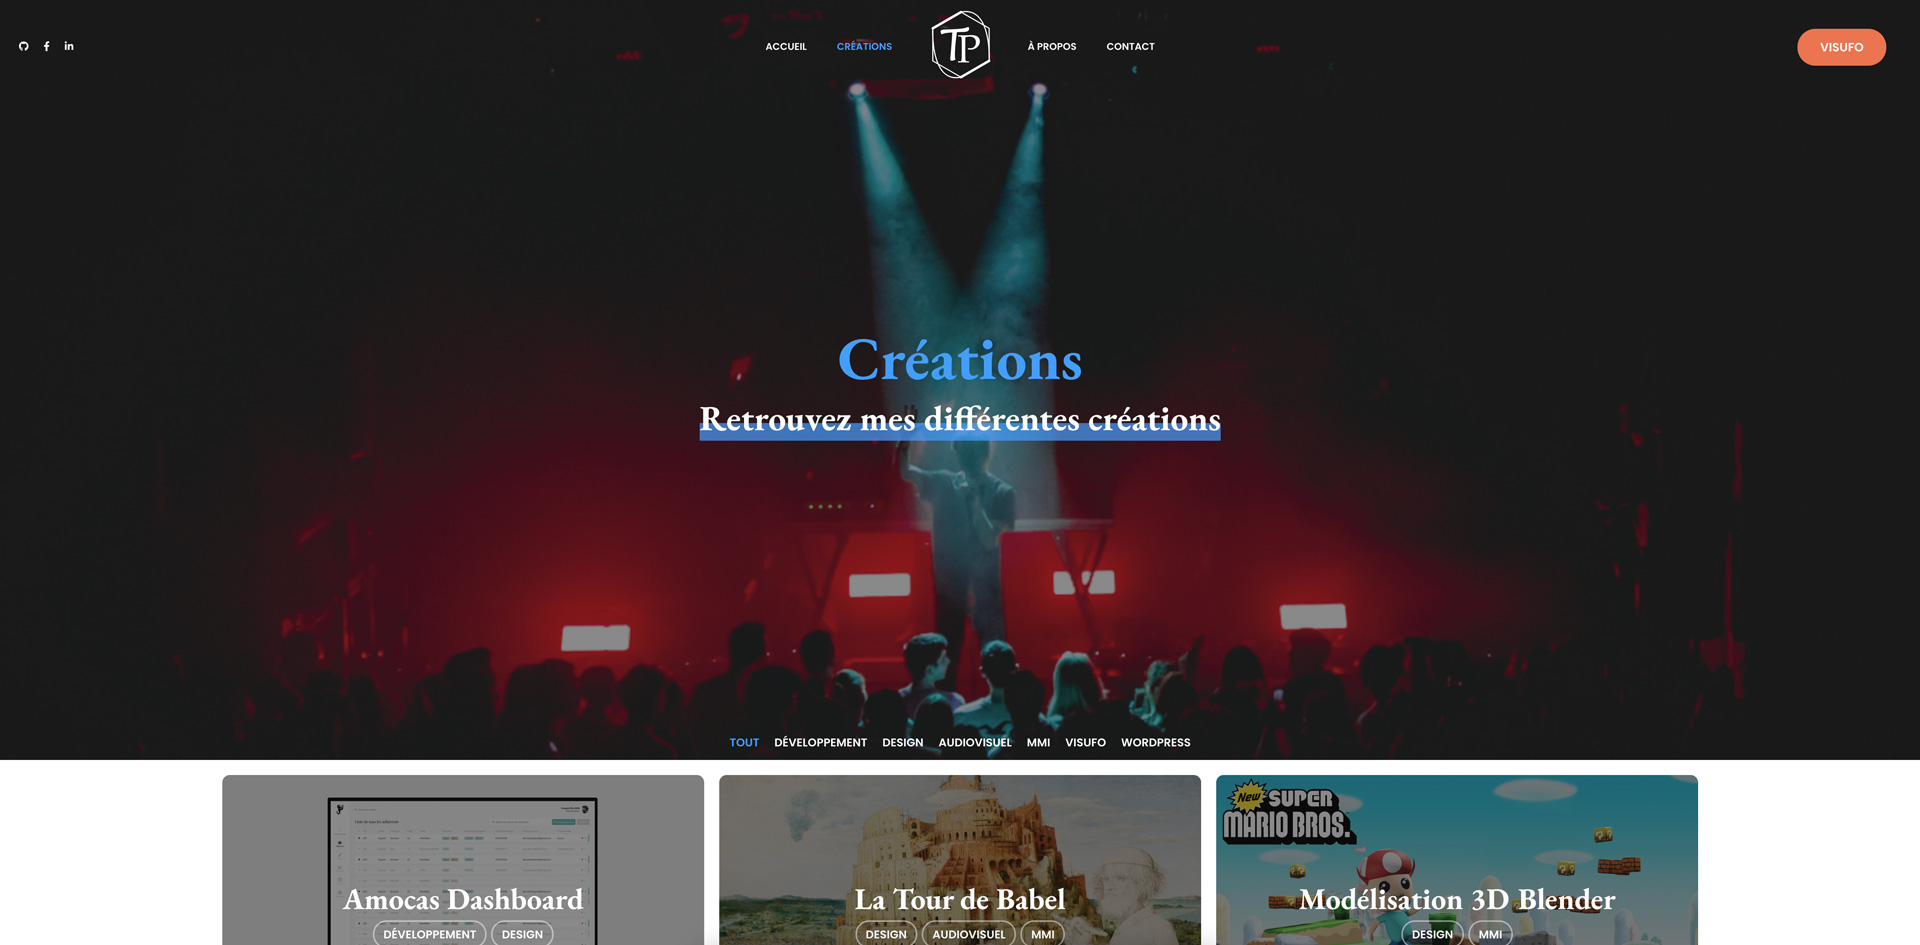 ACCUEIL CRÉATIONS TP À PROPOS CONTACT VISUFO
Créations
Retrouvez mes différentes créations
TOUT DÉVELOPPEMENT DESIGN AUDIOVISUEL MMI VISUFO WORDPRESS
New SUPER
MARIO BROS.
Amocas Dashboard La Tour de Babel Modélisation 3D Blender
DÉVELOPPEMENT DESIGN DESIGN AUDIOVISUEL MMI DESIGN MMI